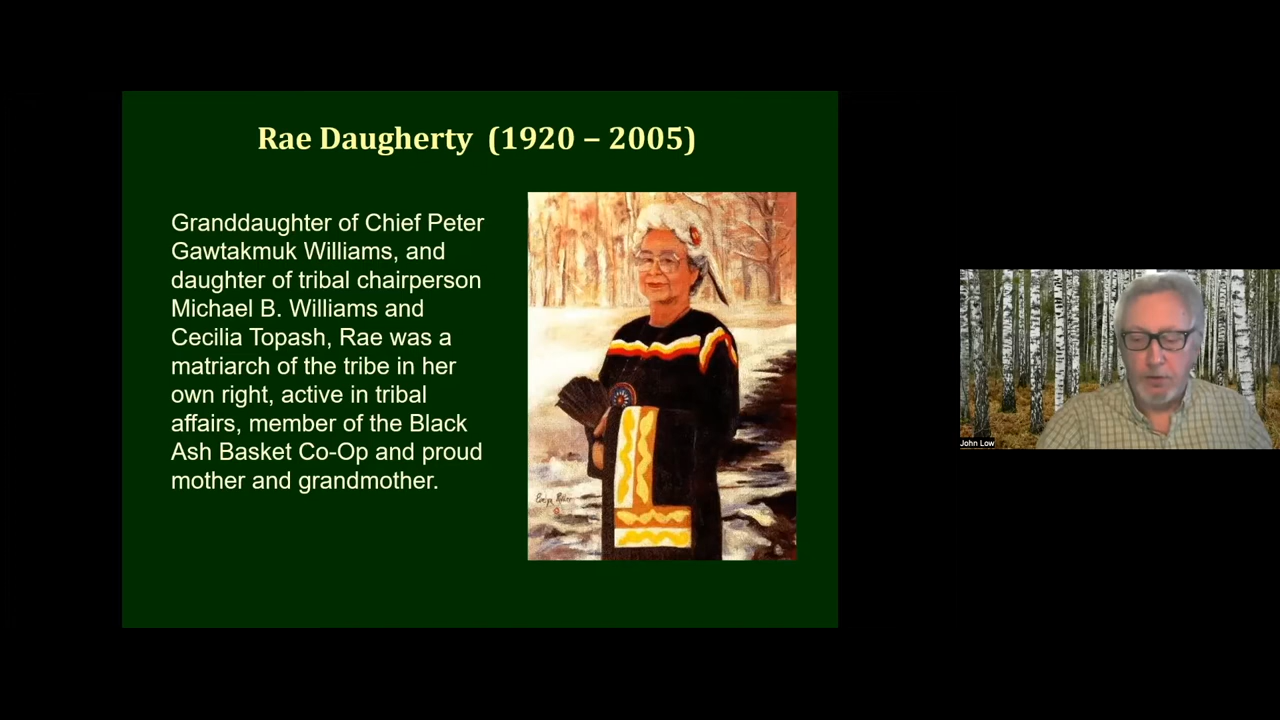 Rae Daugherty (1920 – 2005)
Granddaughter of Chief Peter
Gawtakmuk Williams, and
daughter of tribal chairperson
Michael B. Williams and
Cecilia Topash, Rae was a
matriarch of the tribe in her
own right, active in tribal
affairs, member of the Black
Ash Basket Co-Op and proud
mother and grandmother.
John Low